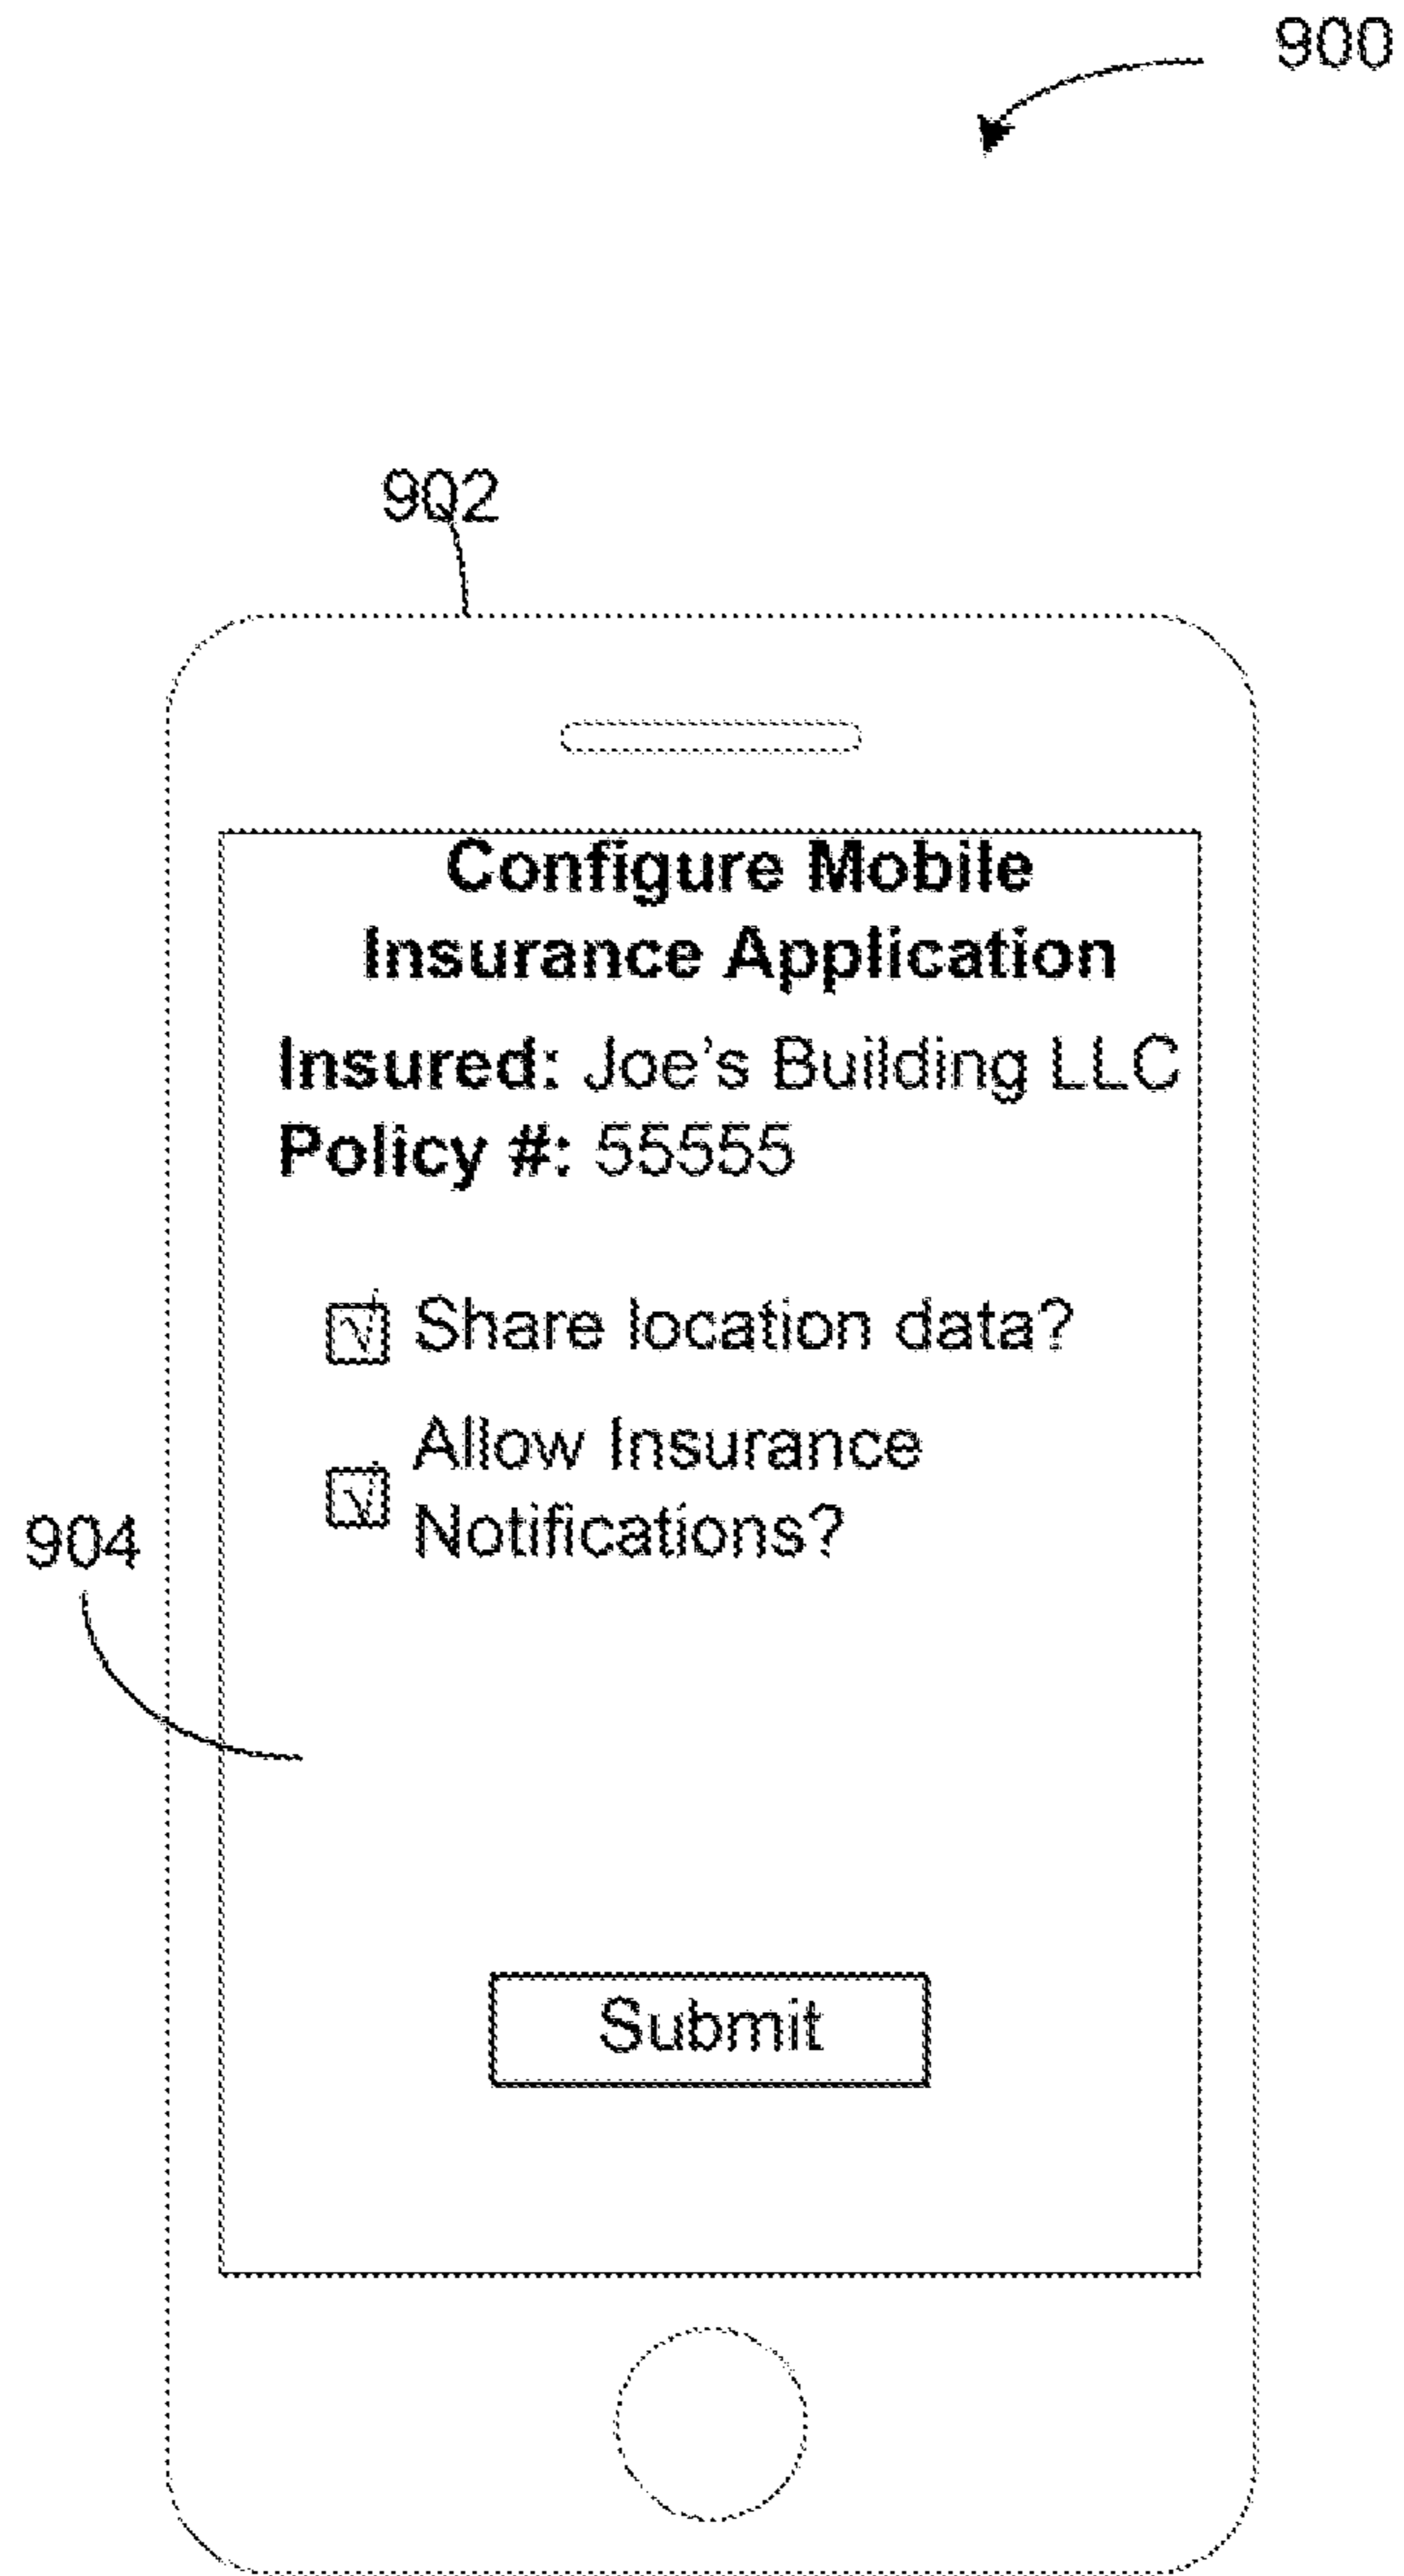 900
902
Configure Mobile
Insurance Application
Insured: Joe's Building LLC
Policy #: 55555
Share location data?
Allow Insurance
Notifications?
904
Submit